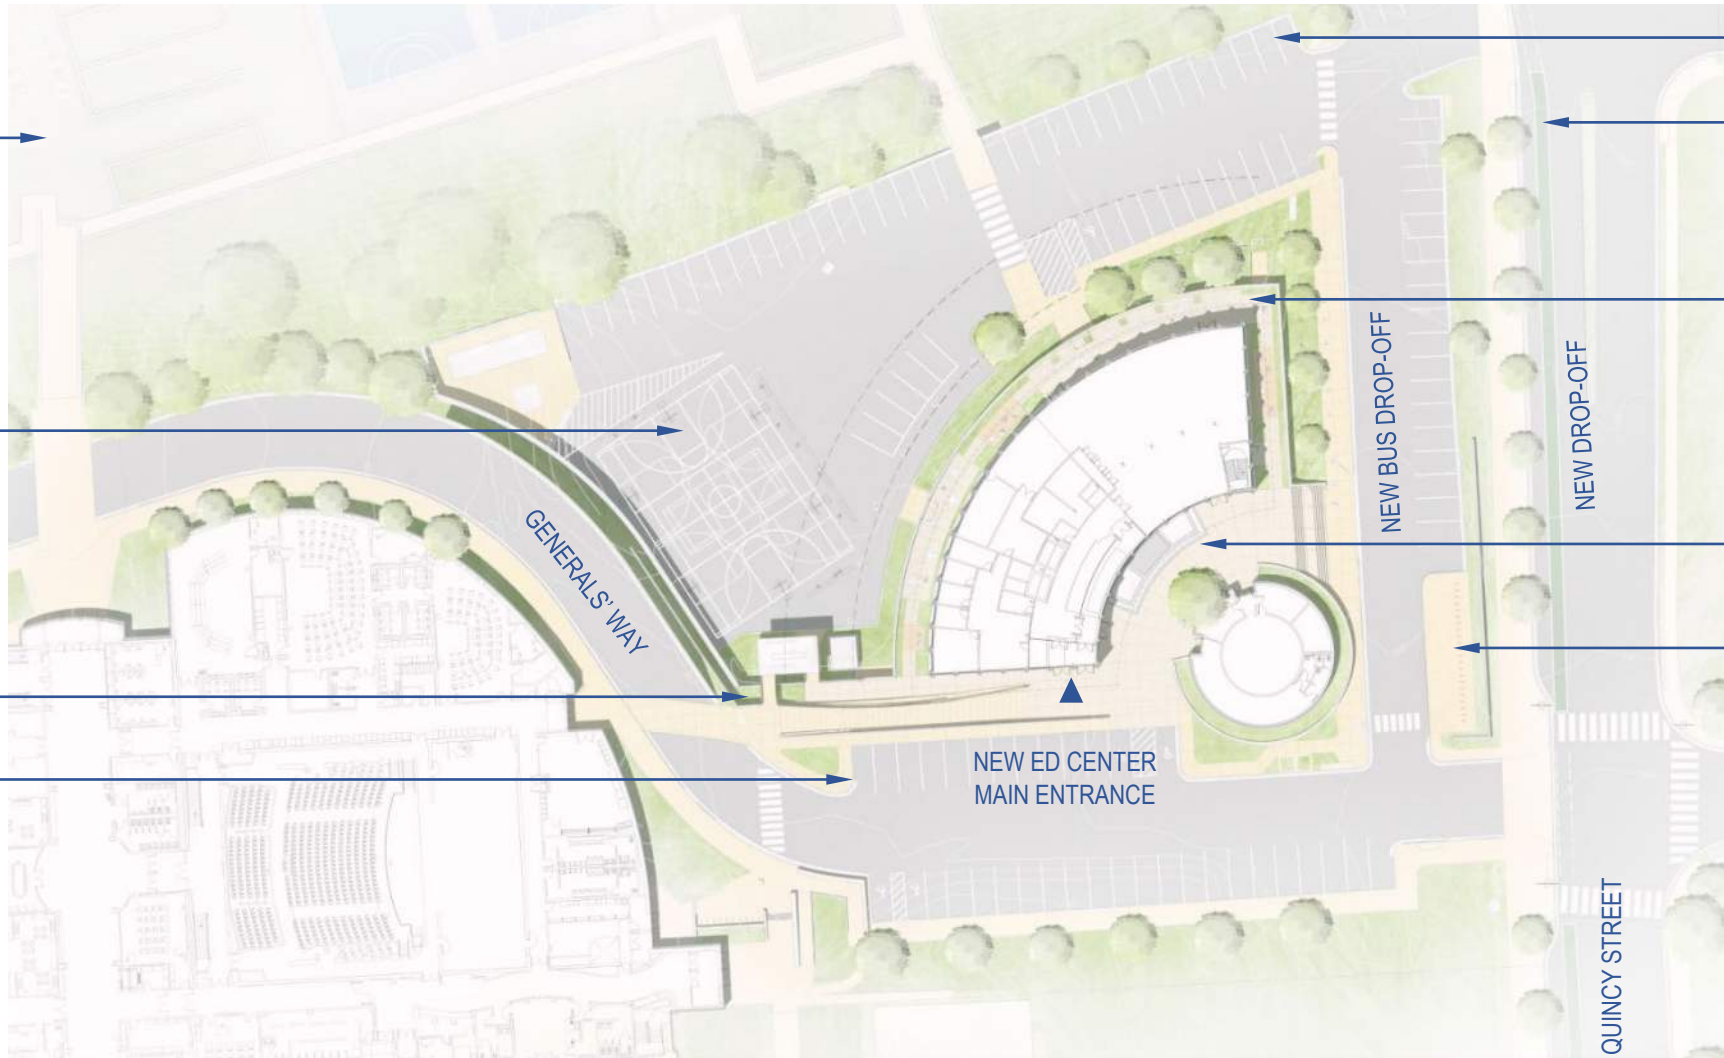 NEW BUS DROP-OFF
NEW DROP-OFF
GENERALS' WAY
NEW ED CENTER
MAIN ENTRANCE
QUINCY STREET